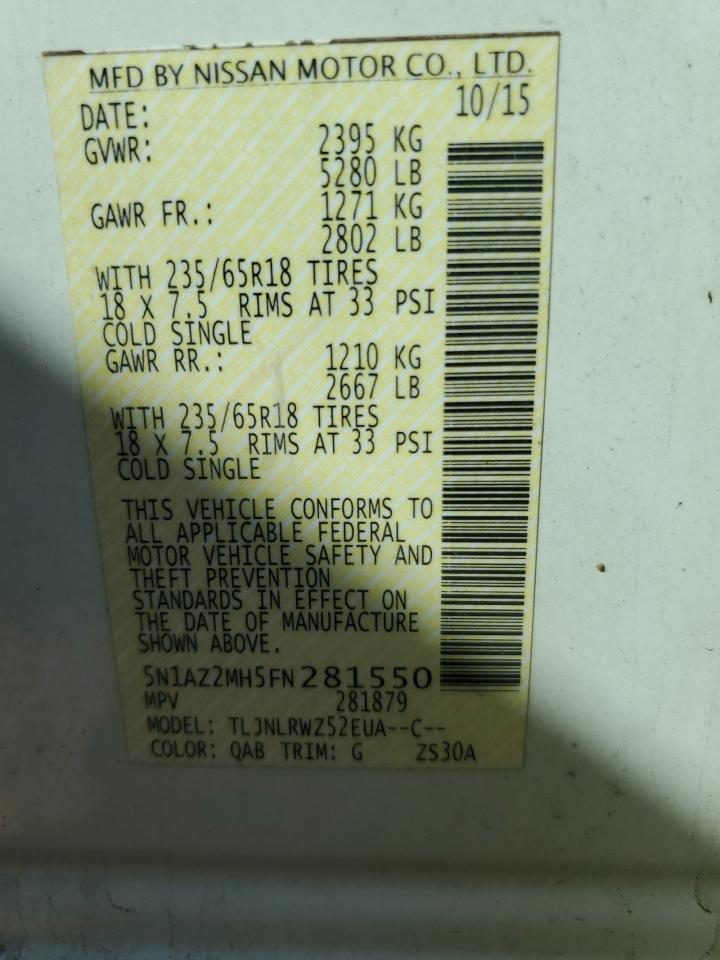 MFD BY NISSAN MOTOR CO., LTD.
DATE: 10/15
GVWR: 2395 KG
5280 LB
GAWR FR.: 1271 KG
2802 LB
WITH 235/65R18 TIRES
18 X 7.5 RIMS AT 33 PSI
COLD SINGLE
GAWR RR.: 1210 KG
2667 LB
WITH 235/65R18 TIRES
18 X 7.5 RIMS AT 33 PSI
COLD SINGLE
THIS VEHICLE CONFORMS TO
ALL APPLICABLE FEDERAL
MOTOR VEHICLE SAFETY AND
THEFT PREVENTION
STANDARDS IN EFFECT ON
THE DATE OF MANUFACTURE
SHOWN ABOVE.
5N1AZ2MH5FN281550
MPV 281879
MODEL: TLJNLRWZ52EUA--C--
COLOR: QAB TRIM: G ZS30A